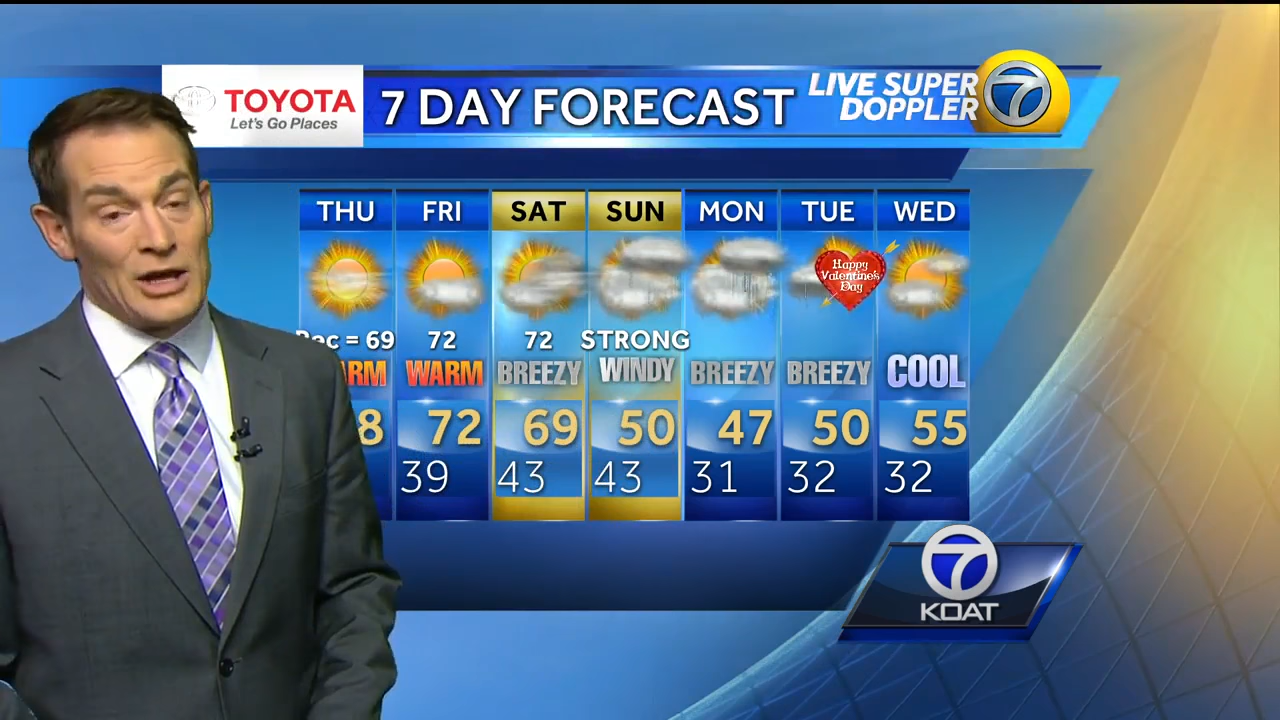 TOYOTA
Let's Go Places
7 DAY FORECAST
LIVE SUPER
DOPPLER 7
THU FRI SAT SUN MON TUE WED
Happy
Valentine's
Day
= 69 72 72 STRONG
WARM BREEZY WINDY BREEZY BREEZY COOL
8 72 69 50 47 50 55
39 43 43 31 32 32
7
KOAT